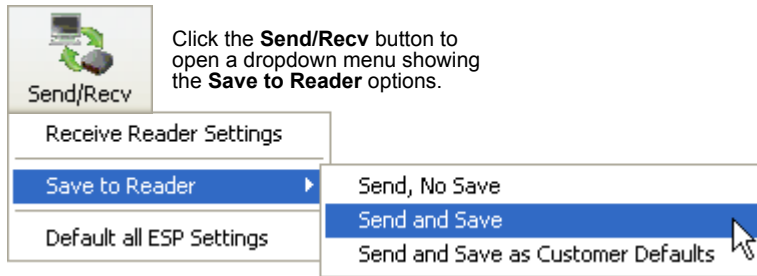 Click the Send/Recv button to
open a dropdown menu showing
the Save to Reader options.
Send/Recv
Receive Reader Settings
Save to Reader
Send, No Save
Send and Save
Default all ESP Settings
Send and Save as Customer Defaults